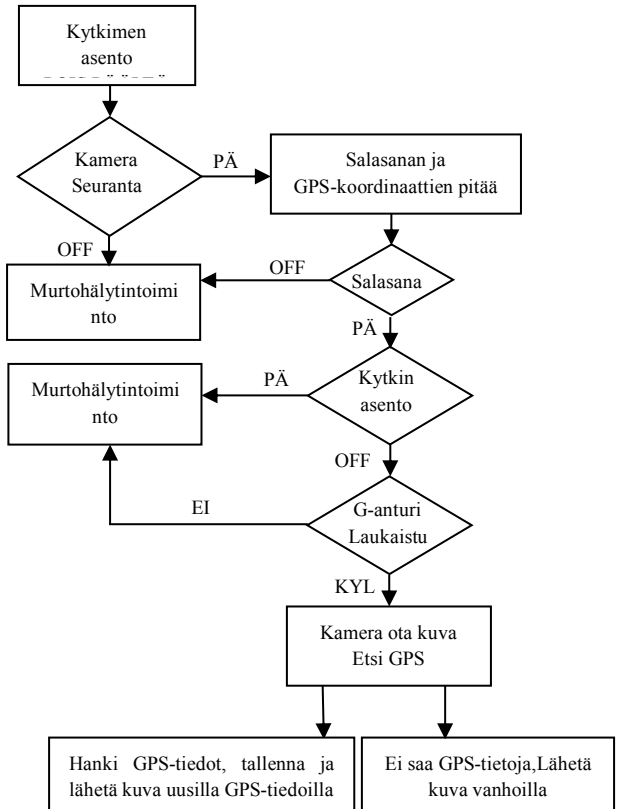 Kytkimen
asento
Kamera
Seuranta
PÄ
Salasanan ja
GPS-koordinaattien pitää
OFF
OFF
Salasana
Murtohälytintoimi
nto
PÄ
Murtohälytintoimi
nto
PÄ
Kytkin
asento
OFF
EI
G-anturi
Laukaistu
KYL
Kamera ota kuva
Etsi GPS
Hanki GPS-tiedot, tallenna ja
lähetä kuva uusilla GPS-tiedoilla
Ei saa GPS-tietoja,Lähetä
kuva vanhoilla